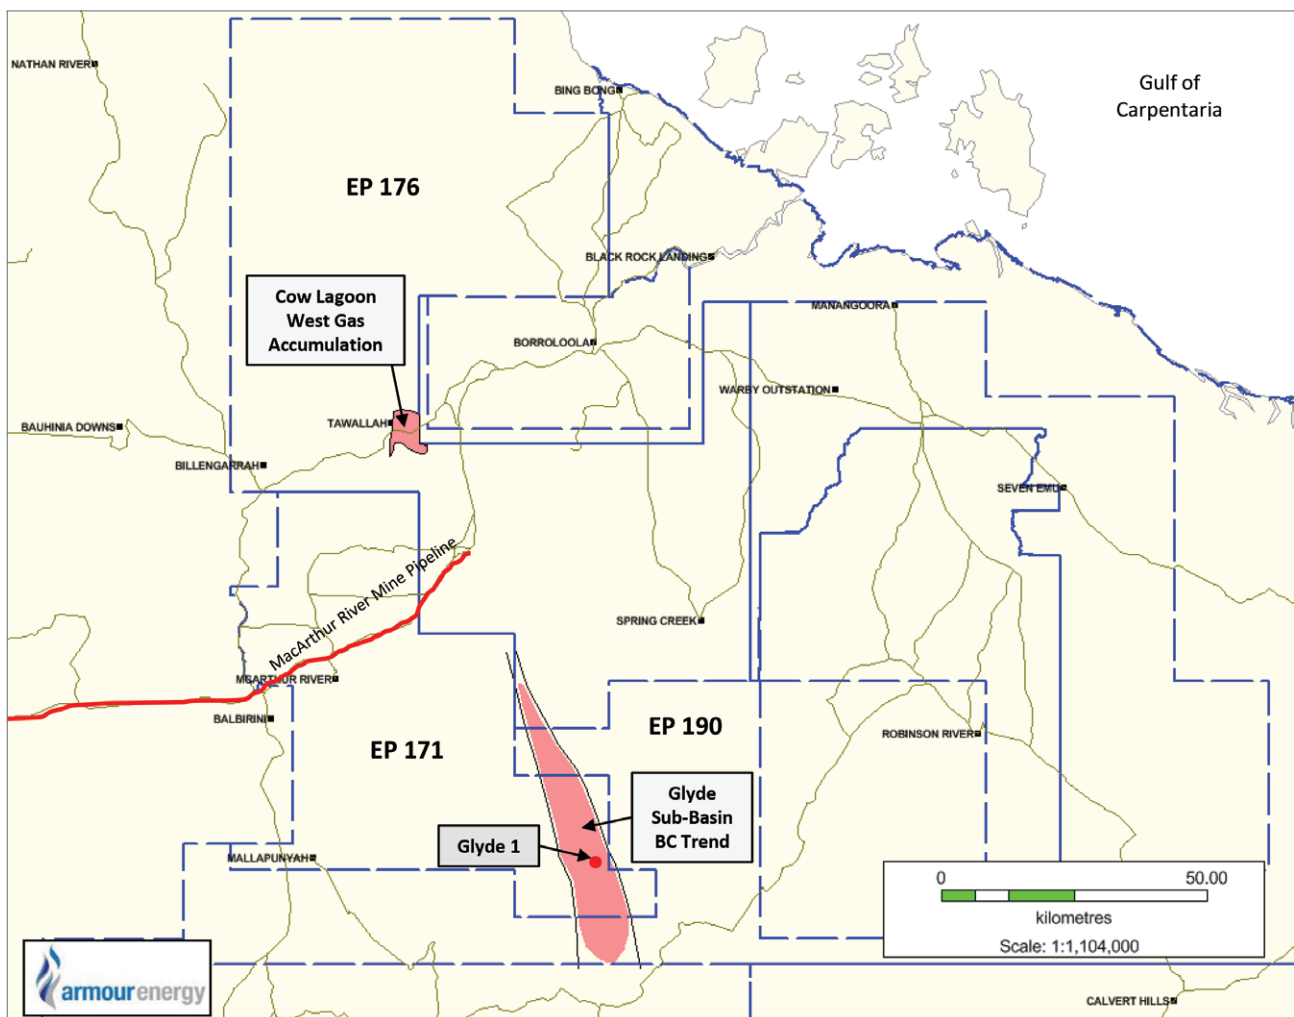 NATHAN RIVER
BING BONG
Gulf of
Carpentaria
EP 176
BLACK ROCK LANDING
Cow Lagoon
West Gas
Accumulation
MANANGOORA
BORROLOOLA
WARBY OUTSTATION
TAWALLAH
BAUHINIA DOWNS
BILLENGARRAH
SEVEN EMU
MacArthur River Mine Pipeline
SPRING CREEK
MCARTHUR RIVER
BALBIRINI
EP 171
EP 190
ROBINSON RIVER
Glyde
Sub-Basin
BC Trend
Glyde 1
MALLAPUNYAH
0 50.00
kilometres
Scale: 1:1,104,000
armourenergy
CALVERT HILLS